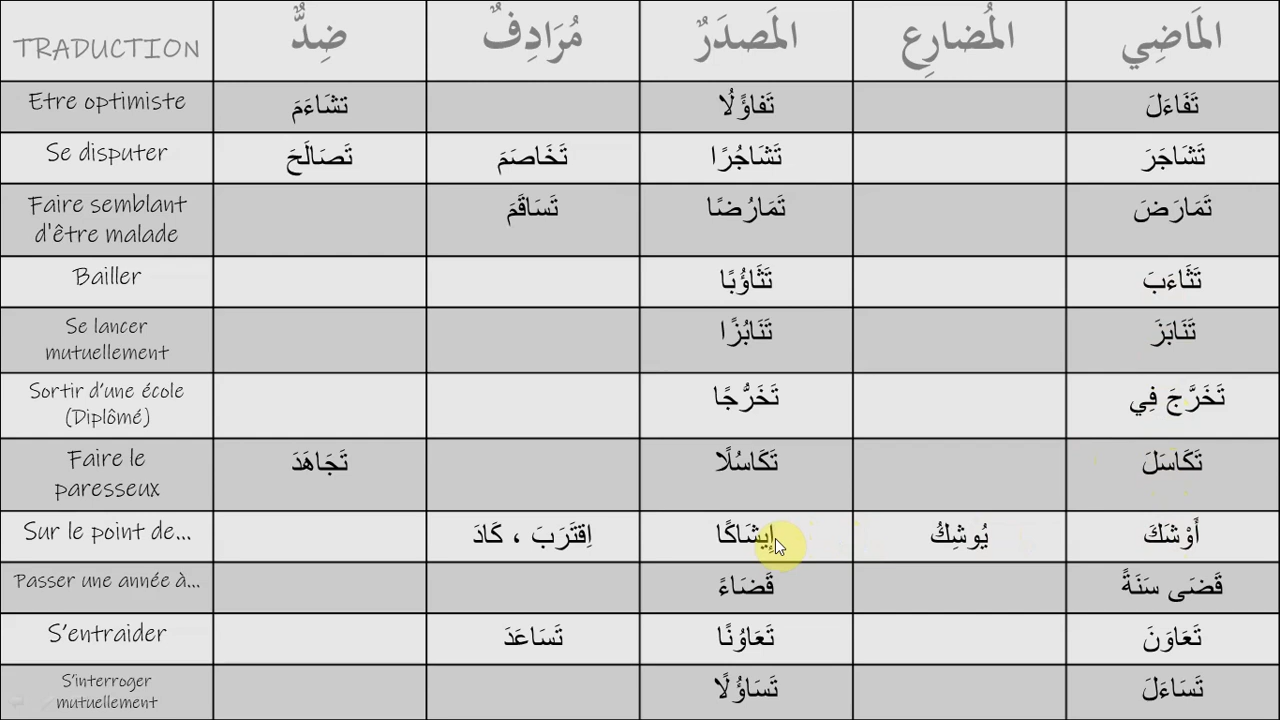 المَاضِي المُضارِع المَصدَرٌ مُرَادِفٌ ضِدٌّ TRADUCTION
تَفَاءَلَ تَفاؤًلُا تشَاءَمَ Etre optimiste
تَشَاجَرَ تَشَاجُرًا تَخَاصَمَ تَصَالَحَ Se disputer
تَمَارَضَ تَمَارُضًا تَسَاقَمَ Faire semblant
d'être malade
تَثَاءَبَ تَثَاؤُبًا Bailler
تَنَابَزَ تَنَابُزًا Se lancer
mutuellement
تَخَرَّجَ فِي تَخَرُّجًا Sortir d'une école
(Diplômé)
تَكَاسَلَ تَكَاسُلًا تَجَاهَدَ Faire le
paresseux
أَوْشَكَ يُوشِكُ إِيشَاكًا اِقتَرَبَ ، كَادَ Sur le point de...
قَضَى سَنَةً قَضَاءً Passer une année à...
تَعَاوَنَ تَعَاوُنًا تَسَاعَدَ S'entraider
تَسَاءَلَ تَسَاؤُلًا S'interroger
mutuellement